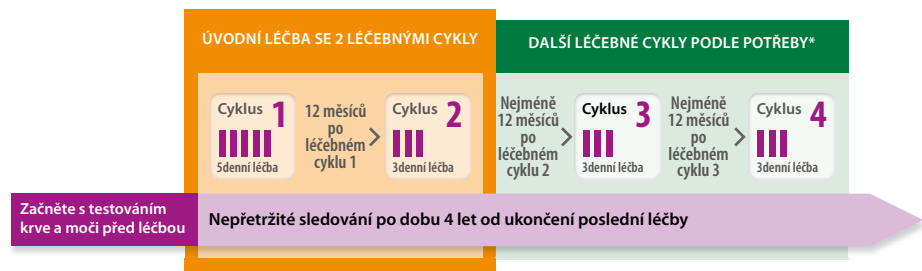 ÚVODNÍ LÉČBA SE 2 LÉČEBNÝMI CYKLY
DALŠÍ LÉČEBNÉ CYKLY PODLE POTŘEBY*
Cyklus 1
5denní léčba
12 měsíců
po
léčebném
cyklu 1
Cyklus 2
3denní léčba
Nejméně
12 měsíců
po
léčebném
cyklu 2
Cyklus 3
3denní léčba
Nejméně
12 měsíců
po
léčebném
cyklu 3
Cyklus 4
3denní léčba
Začněte s testováním
krve a moči před léčbou
Nepřetržité sledování po dobu 4 let od ukončení poslední léčby